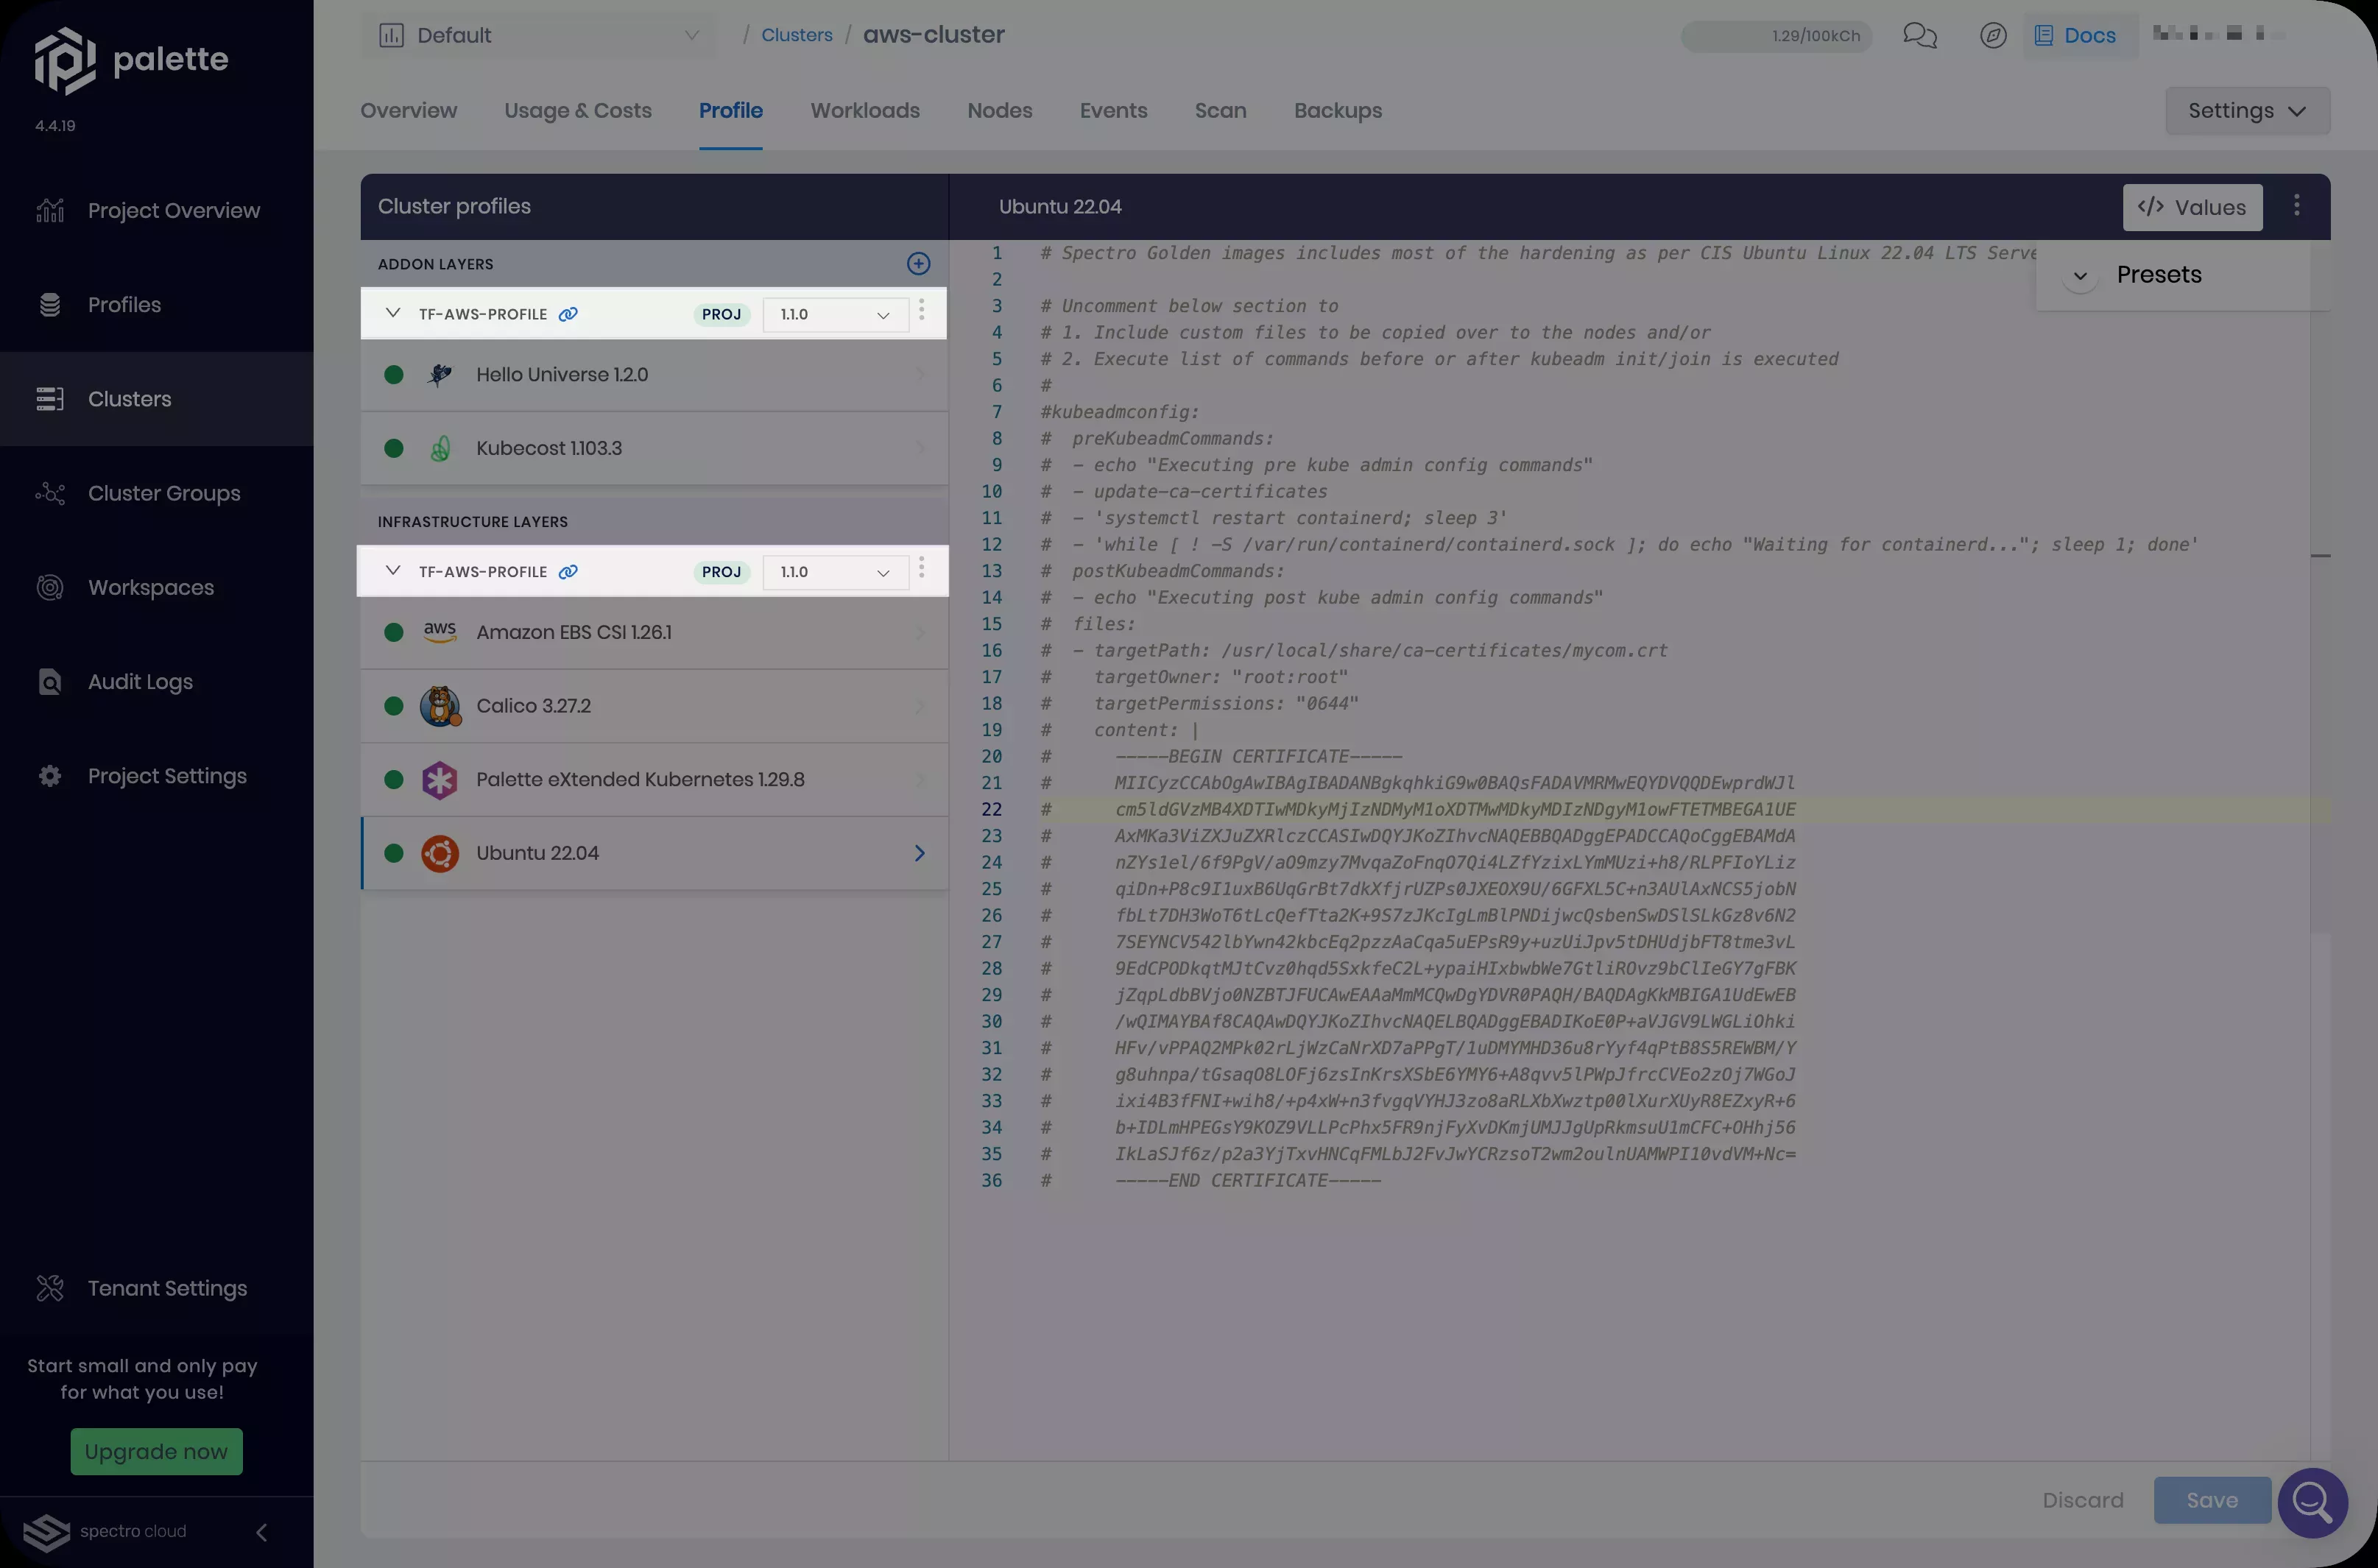 palette
4.4.19
Project Overview
Profiles
Clusters
Cluster Groups
Workspaces
Audit Logs
Project Settings
Tenant Settings
Start small and only pay
for what you use!
Upgrade now
spectro cloud
Default
/ Clusters / aws-cluster
1.29/100kCh
Docs
Overview Usage & Costs Profile Workloads Nodes Events Scan Backups
Settings
Cluster profiles
ADDON LAYERS
TF-AWS-PROFILE PROJ 1.1.0
Hello Universe 1.2.0
Kubecost 1.103.3
INFRASTRUCTURE LAYERS
TF-AWS-PROFILE PROJ 1.1.0
aws Amazon EBS CSI 1.26.1
Calico 3.27.2
Palette eXtended Kubernetes 1.29.8
Ubuntu 22.04
Ubuntu 22.04
</> Values
Presets
1 # Spectro Golden images includes most of the hardening as per CIS Ubuntu Linux 22.04 LTS Serve
2
3 # Uncomment below section to
4 # 1. Include custom files to be copied over to the nodes and/or
5 # 2. Execute list of commands before or after kubeadm init/join is executed
6 #
7 #kubeadmconfig:
8 #  preKubeadmCommands:
9 #  - echo "Executing pre kube admin config commands"
10 #  - update-ca-certificates
11 #  - 'systemctl restart containerd; sleep 3'
12 #  - 'while [ ! -S /var/run/containerd/containerd.sock ]; do echo "Waiting for containerd..."; sleep 1; done'
13 #  postKubeadmCommands:
14 #  - echo "Executing post kube admin config commands"
15 #  files:
16 #  - targetPath: /usr/local/share/ca-certificates/mycom.crt
17 #    targetOwner: "root:root"
18 #    targetPermissions: "0644"
19 #    content: |
20 #      -----BEGIN CERTIFICATE-----
21 #      MIICyzCCAbOgAwIBAgIBADANBgkqhkiG9w0BAQsFADAVMRMwEQYDVQQDEwprdWJl
22 #      cm5ldGVzMB4XDTIwMDkyMjIzNDMyM1oXDTMwMDkyMDIzNDgyM1owFTETMBEGA1UE
23 #      AxMKa3ViZXJuZXRlczCCASIwDQYJKoZIhvcNAQEBBQADggEPADCCAQoCggEBAMdA
24 #      nZYs1el/6f9PgV/aO9mzy7MvqaZoFnqO7Qi4LZfYzixLYmMUzi+h8/RLPFIoYLiz
25 #      qiDn+P8c9I1uxB6UqGrBt7dkXfjrUZPs0JXEOX9U/6GFXL5C+n3AUlAxNCS5jobN
26 #      fbLt7DH3WoT6tLcQefTta2K+9S7zJKcIgLmBlPNDijwcQsbenSwDSlSLkGz8v6N2
27 #      7SEYNCV542lbYwn42kbcEq2pzzAaCqa5uEPsR9y+uzUiJpv5tDHUdjbFT8tme3vL
28 #      9EdCPODkqtMJtCvz0hqd5SxkfeC2L+ypaiHIxbwbWe7GtliROvz9bClIeGY7gFBK
29 #      jZqpLdbBVjo0NZBTJFUCAwEAAaMmMCQwDgYDVR0PAQH/BAQDAgKkMBIGA1UdEwEB
30 #      /wQIMAYBAf8CAQAwDQYJKoZIhvcNAQELBQADggEBADIKoE0P+aVJGV9LWGLiOhki
31 #      HFv/vPPAQ2MPk02rLjWzCaNrXD7aPPgT/1uDMYMHD36u8rYyf4qPtB8S5REWBM/Y
32 #      g8uhnpa/tGsaqO8LOFj6zsInKrsXSbE6YMY6+A8qvv5lPWpJfrcCVEo2zOj7WGoJ
33 #      ixi4B3fFNI+wih8/+p4xW+n3fvgqVYHJ3zo8aRLXbXwztp00lXurXUyR8EZxyR+6
34 #      b+IDLmHPEGsY9KOZ9VLLPcPhx5FR9njFyXvDKmjUMJJgUpRkmsuU1mCFC+OHhj56
35 #      IkLaSJf6z/p2a3YjTxvHNCqFMLbJ2FvJwYCRzsoT2wm2oulnUAMWPI10vdVM+Nc=
36 #      -----END CERTIFICATE-----
Discard Save